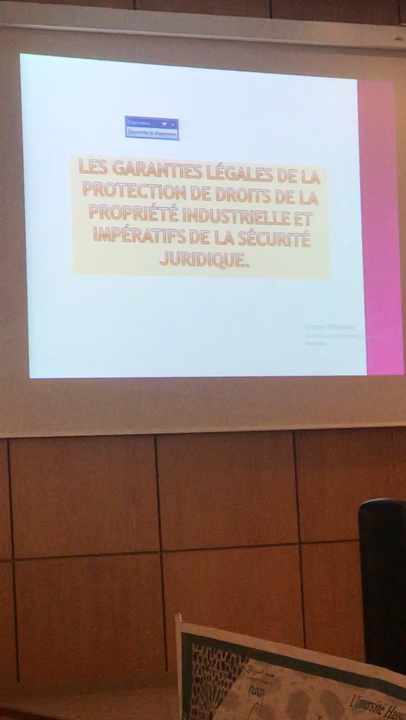 LES GARANTIES LÉGALES DE LA
PROTECTION DE DROITS DE LA
PROPRIÉTÉ INDUSTRIELLE ET
IMPÉRATIFS DE LA SÉCURITÉ
JURIDIQUE.